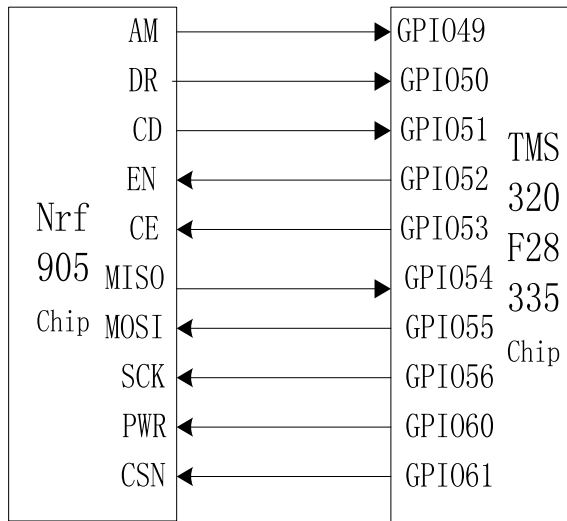 Nrf
905
Chip
AM
DR
CD
EN
CE
MISO
MOSI
SCK
PWR
CSN
GPIO49
GPIO50
GPIO51
GPIO52
GPIO53
GPIO54
GPIO55
GPIO56
GPIO60
GPIO61
TMS
320
F28
335
Chip